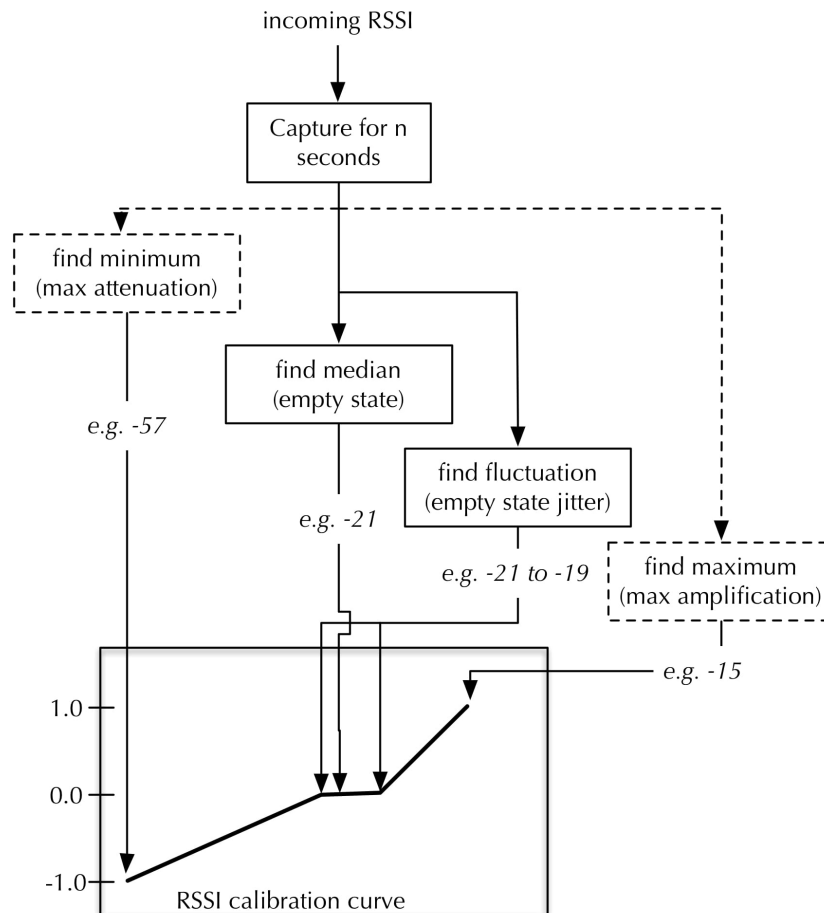 incoming RSSI
Capture for n
seconds
find minimum
(max attenuation)
find median
(empty state)
e.g. -57
find fluctuation
(empty state jitter)
e.g. -21
e.g. -21 to -19
find maximum
(max amplification)
e.g. -15
1.0
0.0
-1.0
RSSI calibration curve